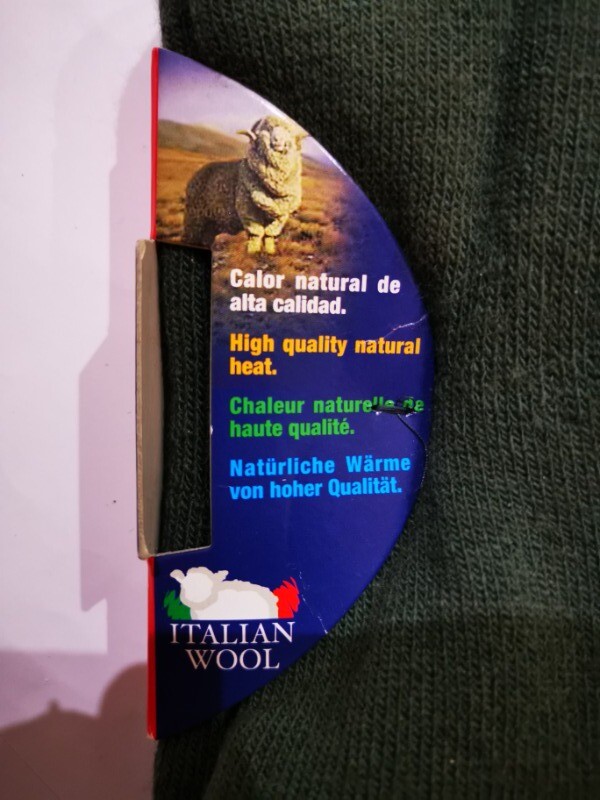 Calor natural de
alta calidad.
High quality natural
heat.
Chaleur naturelle de
haute qualité.
Natürliche Wärme
von hoher Qualität.
ITALIAN
WOOL